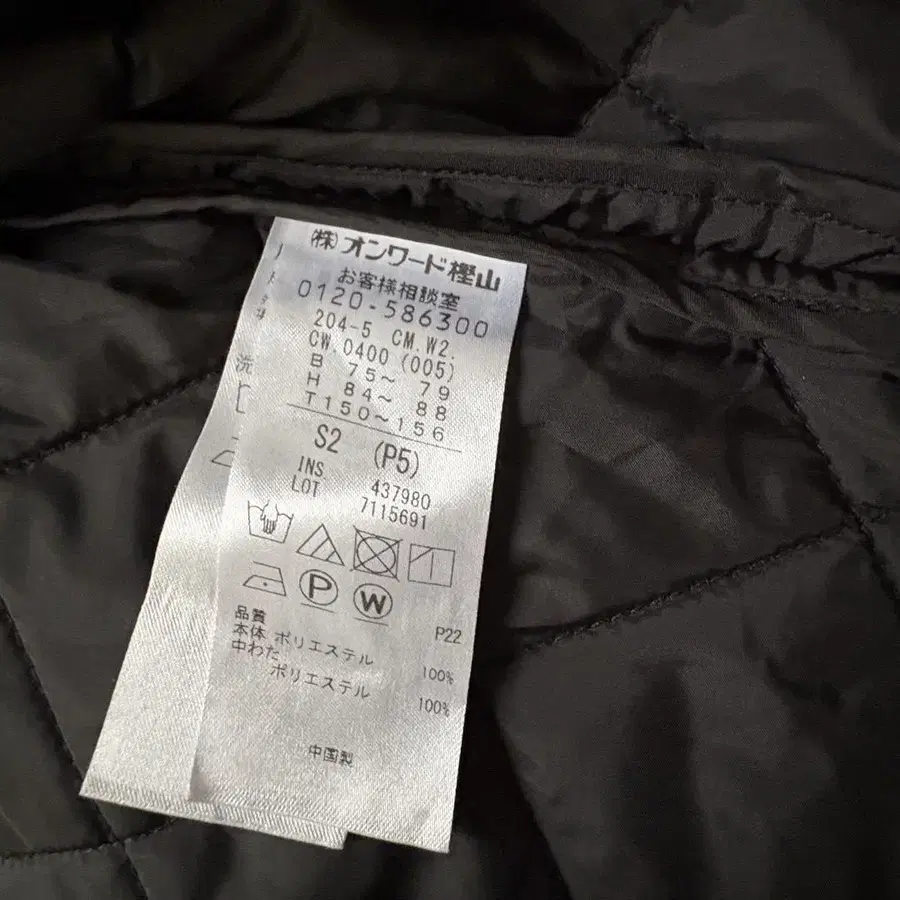 (株)オンワード樫山
お客様相談室
0120-586300
204-5 CM.W2.
CW.0400 (005)
B 75～ 79
H 84～ 88
T150～156
S2 (P5)
INS. 437980
LOT 7115691
P
W
P22
品質
本体 ポリエステル 100%
中わた
ポリエステル 100%
中国製
洗